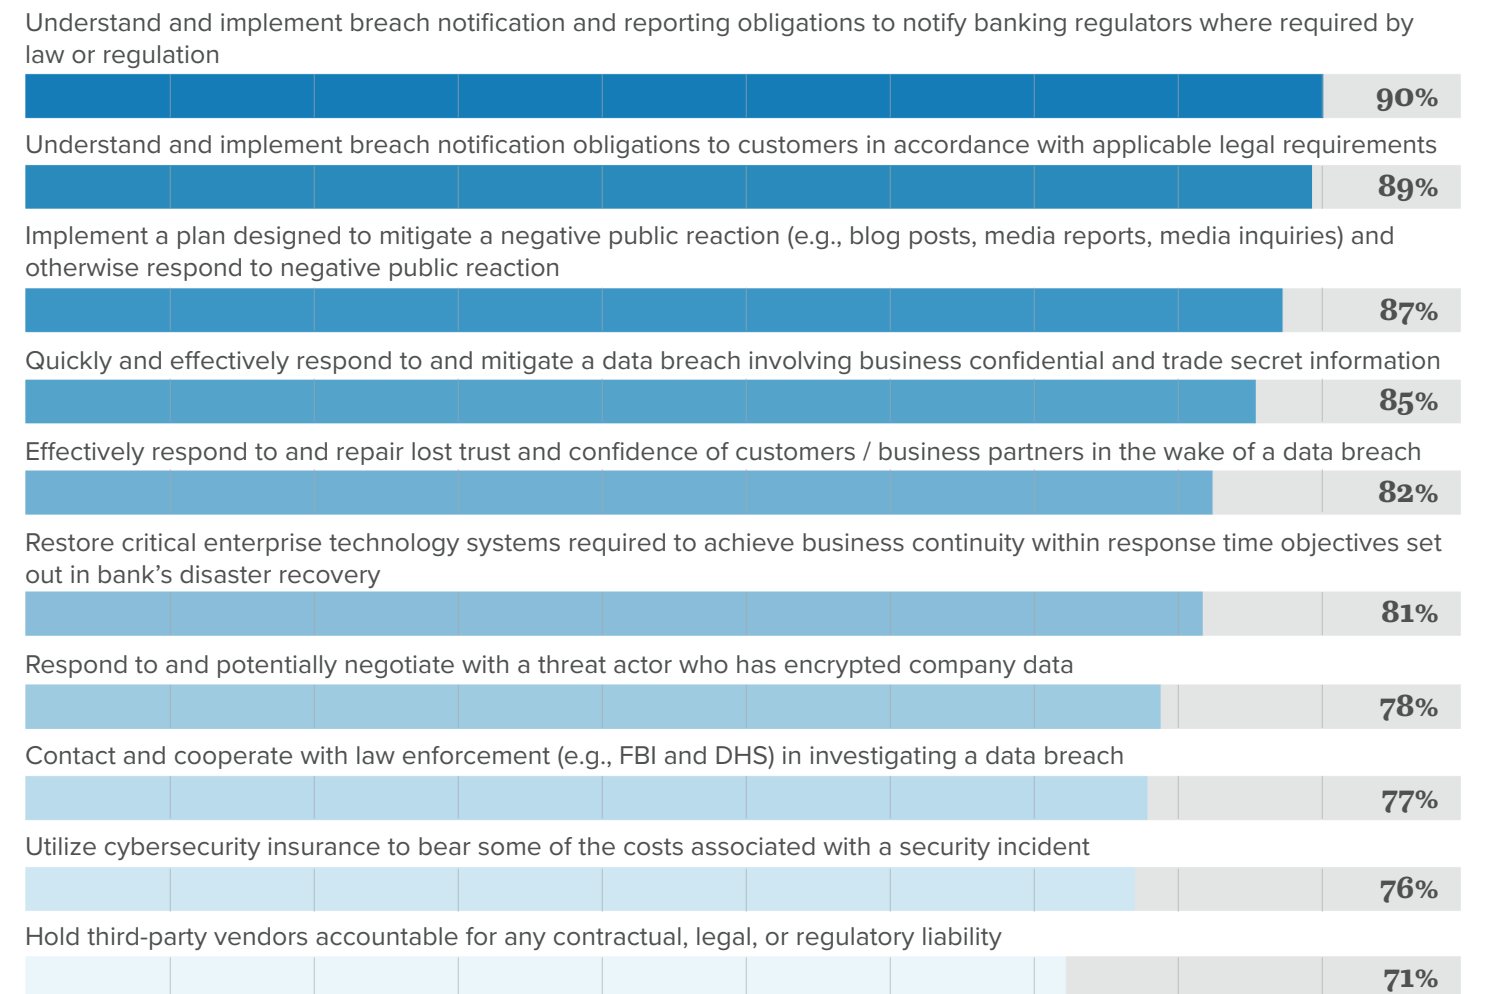 Understand and implement breach notification and reporting obligations to notify banking regulators where required by
law or regulation
90%
Understand and implement breach notification obligations to customers in accordance with applicable legal requirements
89%
Implement a plan designed to mitigate a negative public reaction (e.g., blog posts, media reports, media inquiries) and
otherwise respond to negative public reaction
87%
Quickly and effectively respond to and mitigate a data breach involving business confidential and trade secret information
85%
Effectively respond to and repair lost trust and confidence of customers / business partners in the wake of a data breach
82%
Restore critical enterprise technology systems required to achieve business continuity within response time objectives set
out in bank’s disaster recovery
81%
Respond to and potentially negotiate with a threat actor who has encrypted company data
78%
Contact and cooperate with law enforcement (e.g., FBI and DHS) in investigating a data breach
77%
Utilize cybersecurity insurance to bear some of the costs associated with a security incident
76%
Hold third-party vendors accountable for any contractual, legal, or regulatory liability
71%